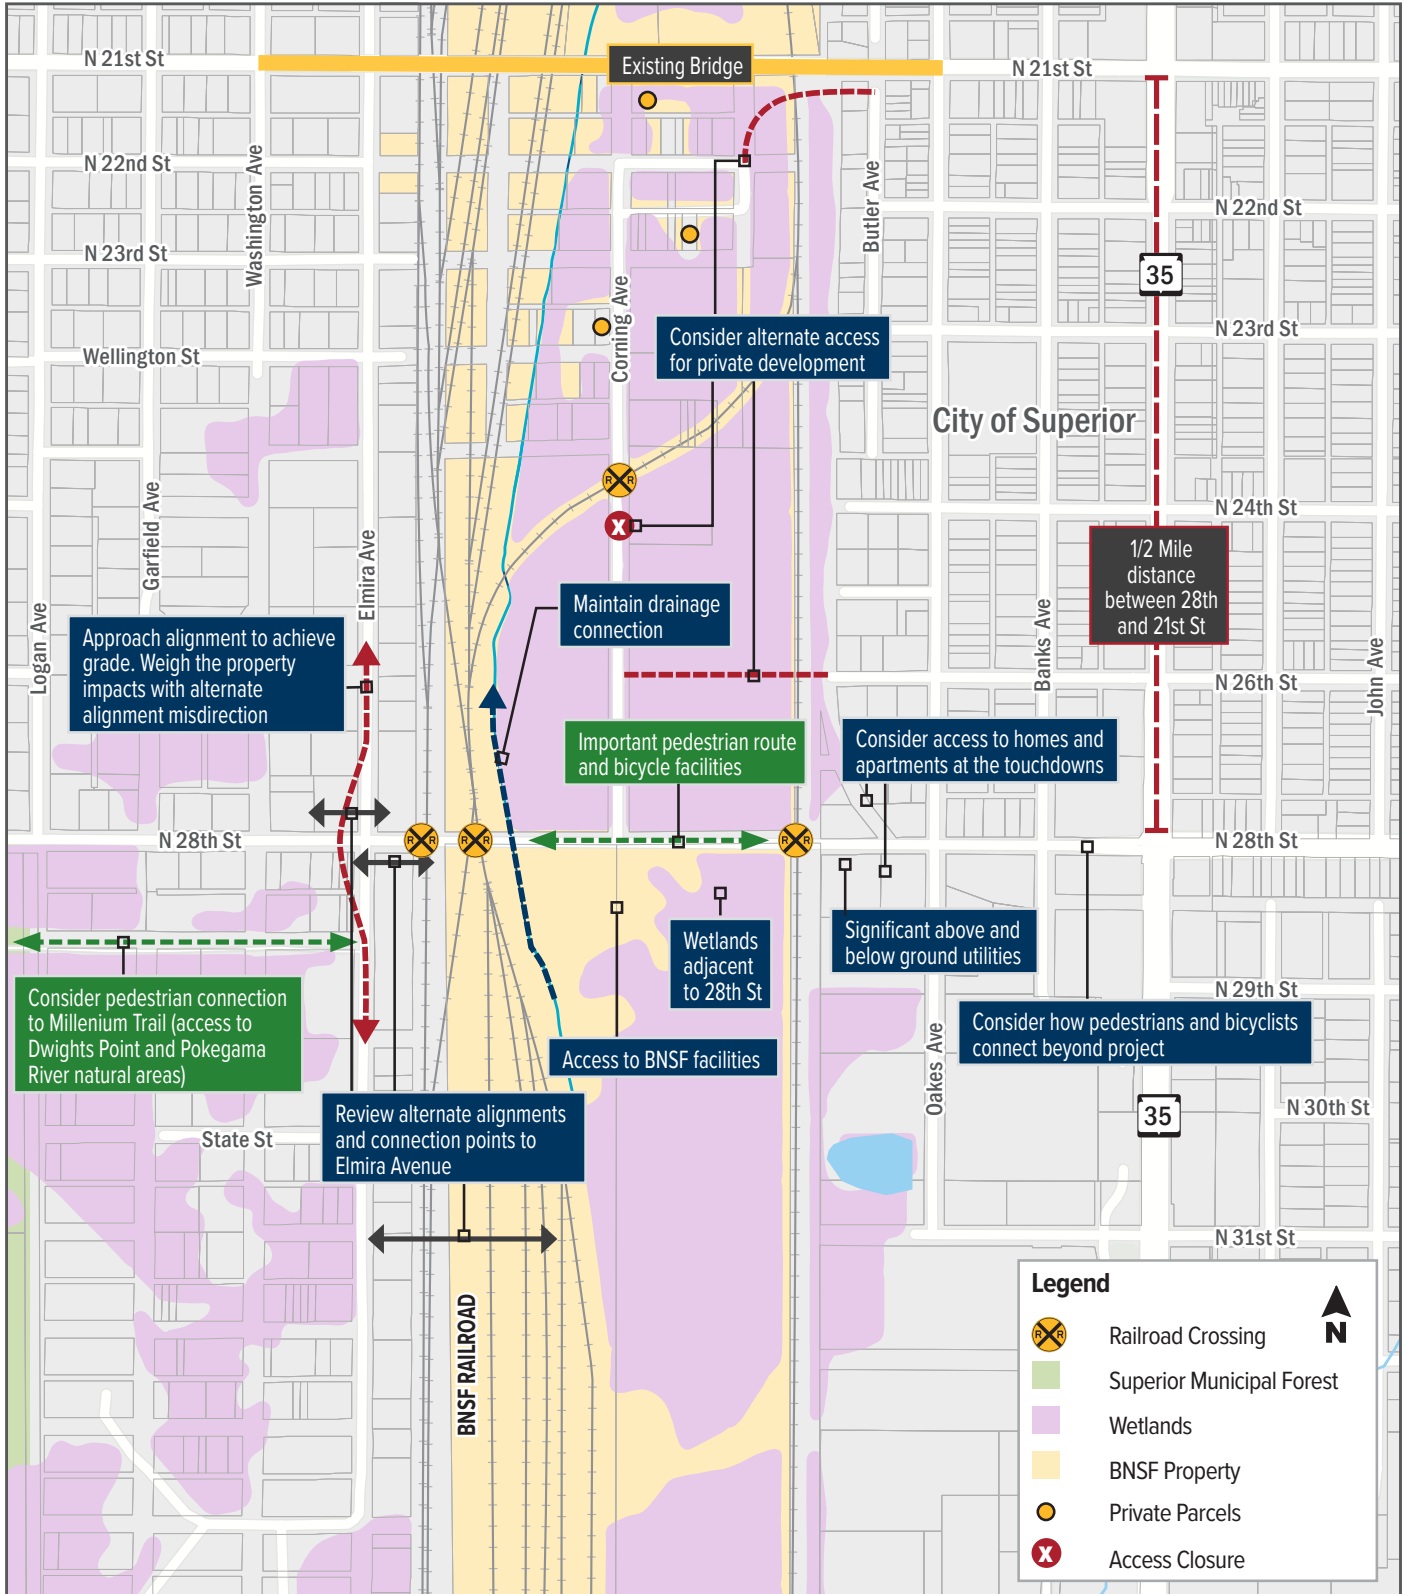 N 21st St
Existing Bridge
N 21st St
N 22nd St
Washington Ave
Butler Ave
N 22nd St
N 23rd St
35
Corning Ave
N 23rd St
Wellington St
Consider alternate access
for private development
City of Superior
R R
Garfield Ave
N 24th St
X
Elmira Ave
1/2 Mile
distance
between 28th
and 21st St
Logan Ave
Maintain drainage
connection
Banks Ave
John Ave
Approach alignment to achieve
grade. Weigh the property
impacts with alternate
alignment misdirection
N 26th St
Important pedestrian route
and bicycle facilities
Consider access to homes and
apartments at the touchdowns
N 28th St
R R
R R
R R
N 28th St
Wetlands
adjacent
to 28th St
Significant above and
below ground utilities
Consider pedestrian connection
to Millenium Trail (access to
Dwights Point and Pokegama
River natural areas)
N 29th St
Consider how pedestrians and bicyclists
connect beyond project
Access to BNSF facilities
Oakes Ave
Review alternate alignments
and connection points to
Elmira Avenue
35
N 30th St
State St
N 31st St
BNSF RAILROAD
Legend
N
R R
Railroad Crossing
Superior Municipal Forest
Wetlands
BNSF Property
Private Parcels
X
Access Closure